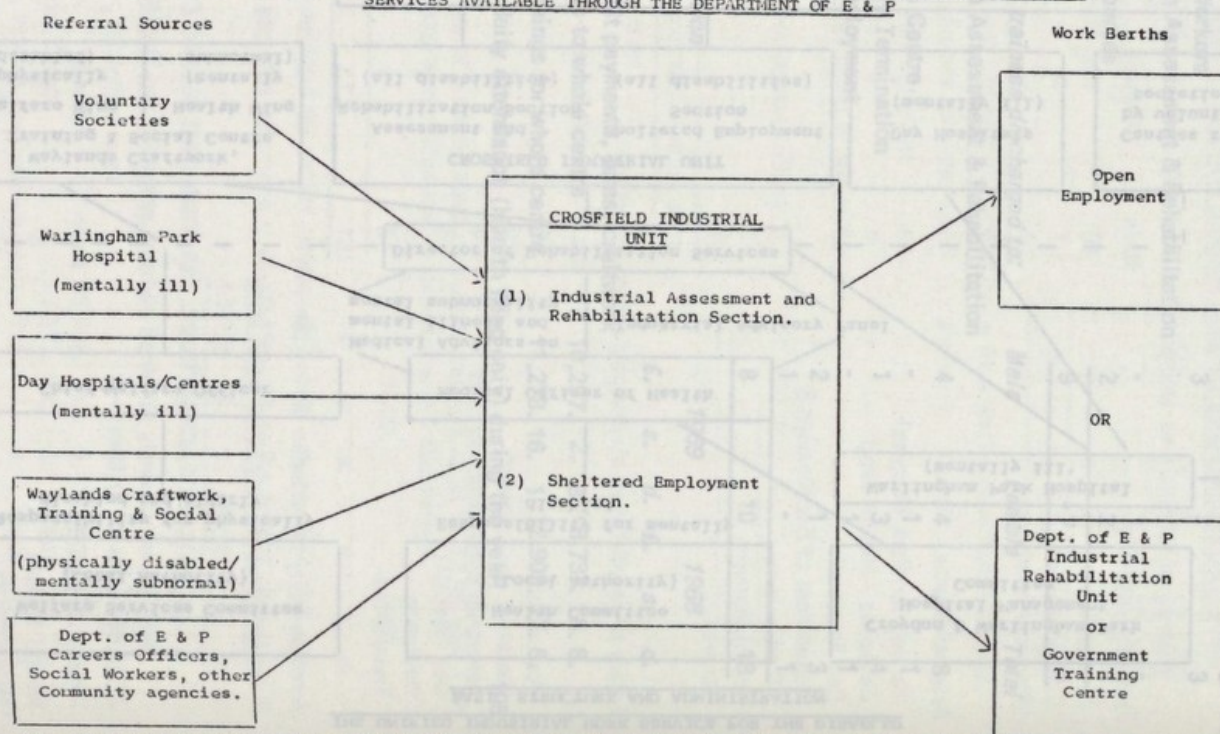 SERVICES AVAILABLE THROUGH THE DEPARTMENT OF E & P
Referral Sources
Voluntary
Societies
Warlingham Park
Hospital
(mentally ill)
Day Hospitals/Centres
(mentally ill)
Waylands Craftwork,
Training & Social
Centre
(physically disabled/
mentally subnormal)
Dept. of E & P
Careers Officers,
Social Workers, other
Community agencies.
CROSFIELD INDUSTRIAL
UNIT
(1) Industrial Assessment and
Rehabilitation Section.
(2) Sheltered Employment
Section.
Work Berths
Open
Employment
OR
Dept. of E & P
Industrial
Rehabilitation
Unit
or
Government
Training
Centre